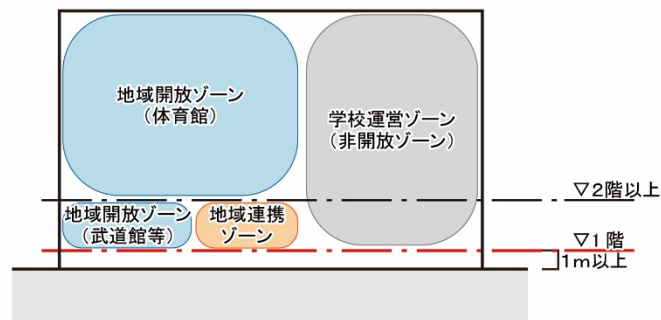 地域開放ゾーン
（体育館）
学校運営ゾーン
（非開放ゾーン）
▽2階以上
地域開放ゾーン
（武道館等）
地域連携
ゾーン
▽1階
1m以上